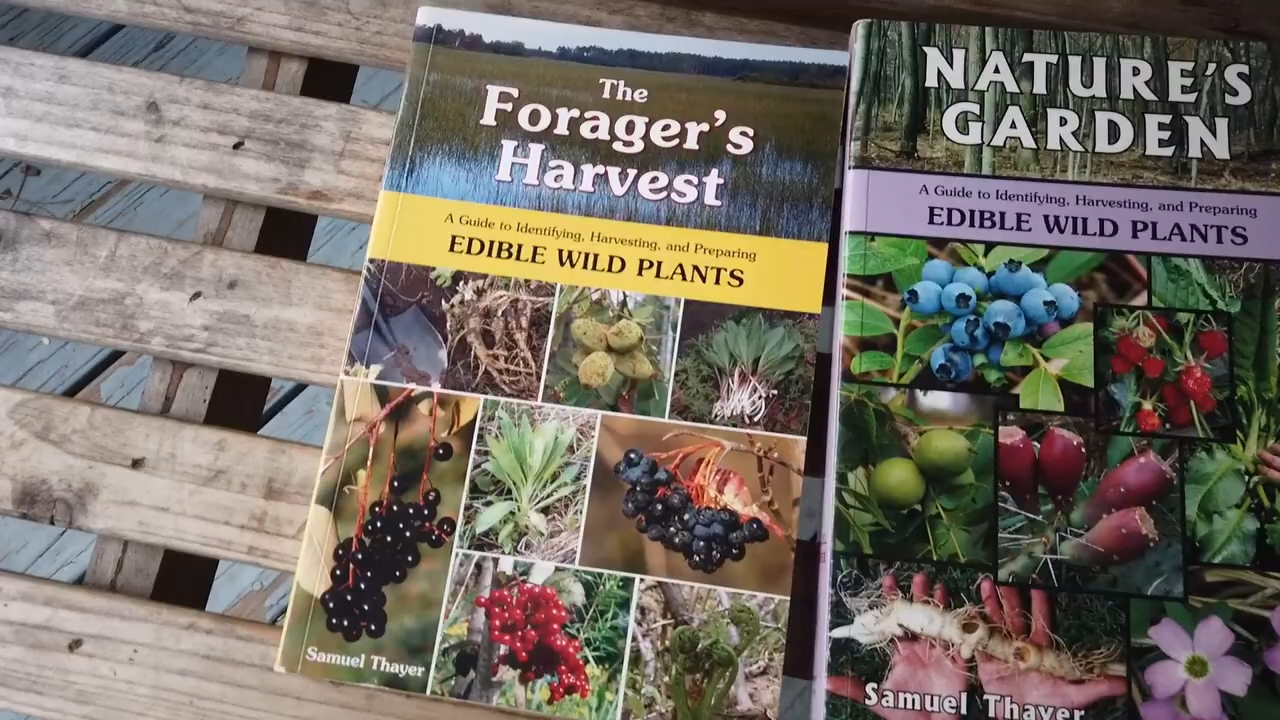 The
Forager's
Harvest
A Guide to Identifying, Harvesting, and Preparing
EDIBLE WILD PLANTS
Samuel Thayer
NATURE'S
GARDEN
A Guide to Identifying, Harvesting, and Preparing
EDIBLE WILD PLANTS
Samuel Thayer